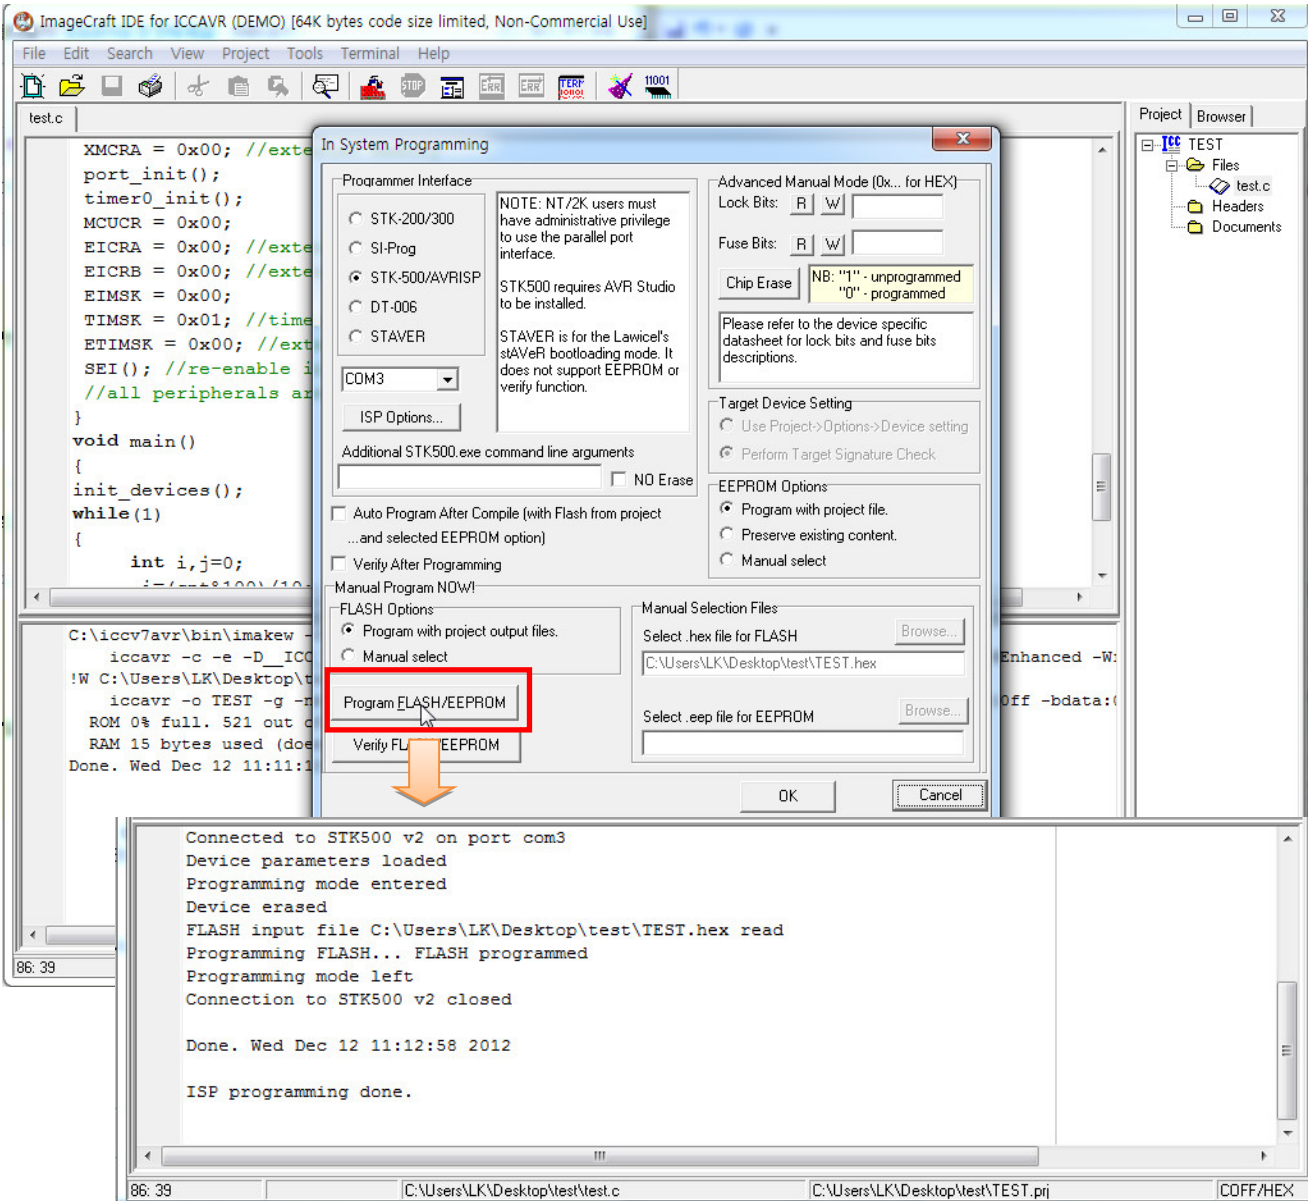 ImageCraft IDE for ICCAVR (DEMO) [64K bytes code size limited, Non-Commercial Use]
File Edit Search View Project Tools Terminal Help
test.c
XMCRA = 0x00; //exte
port_init();
timer0_init();
MCUCR = 0x00;
EICRA = 0x00; //exte
EICRB = 0x00; //exte
EIMSK = 0x00;
TIMSK = 0x01; //time
ETIMSK = 0x00; //ext
SEI(); //re-enable i
//all peripherals ar
}
void main()
{
init_devices();
while(1)
{
int i,j=0;
Project Browser
TEST
Files
test.c
Headers
Documents
In System Programming
Programmer Interface
STK-200/300
SI-Prog
STK-500/AVRISP
DT-006
STAVER
COM3
ISP Options...
NOTE: NT/2K users must
have administrative privilege
to use the parallel port
interface.
STK500 requires AVR Studio
to be installed.
STAVER is for the Lawicel's
stAVeR bootloading mode. It
does not support EEPROM or
verify function.
Additional STK500.exe command line arguments
NO Erase
Auto Program After Compile (with Flash from project
...and selected EEPROM option)
Verify After Programming
Advanced Manual Mode (0x... for HEX)
Lock Bits: R W
Fuse Bits: R W
Chip Erase
NB: "1" - unprogrammed
"0" - programmed
Please refer to the device specific
datasheet for lock bits and fuse bits
descriptions.
Target Device Setting
Use Project->Options->Device setting
Perform Target Signature Check
EEPROM Options
Program with project file.
Preserve existing content.
Manual select
Manual Program NOW!
FLASH Options
Program with project output files.
Manual select
Program FLASH/EEPROM
Verify FL EEPROM
Manual Selection Files
Select .hex file for FLASH
Browse...
C:\Users\LK\Desktop\test\TEST.hex
Select .eep file for EEPROM
Browse...
OK
Cancel
C:\iccv7avr\bin\imakew -
iccavr -c -e -D__ICC
Enhanced -W
!W C:\Users\LK\Desktop\t
iccavr -o TEST -g -n
Off -bdata:
ROM 0% full. 521 out
RAM 15 bytes used (doe
Done. Wed Dec 12 11:11:1
86: 39
Connected to STK500 v2 on port com3
Device parameters loaded
Programming mode entered
Device erased
FLASH input file C:\Users\LK\Desktop\test\TEST.hex read
Programming FLASH... FLASH programmed
Programming mode left
Connection to STK500 v2 closed
Done. Wed Dec 12 11:12:58 2012
ISP programming done.
86: 39
C:\Users\LK\Desktop\test\test.c
C:\Users\LK\Desktop\test\TEST.prj
COFF/HEX